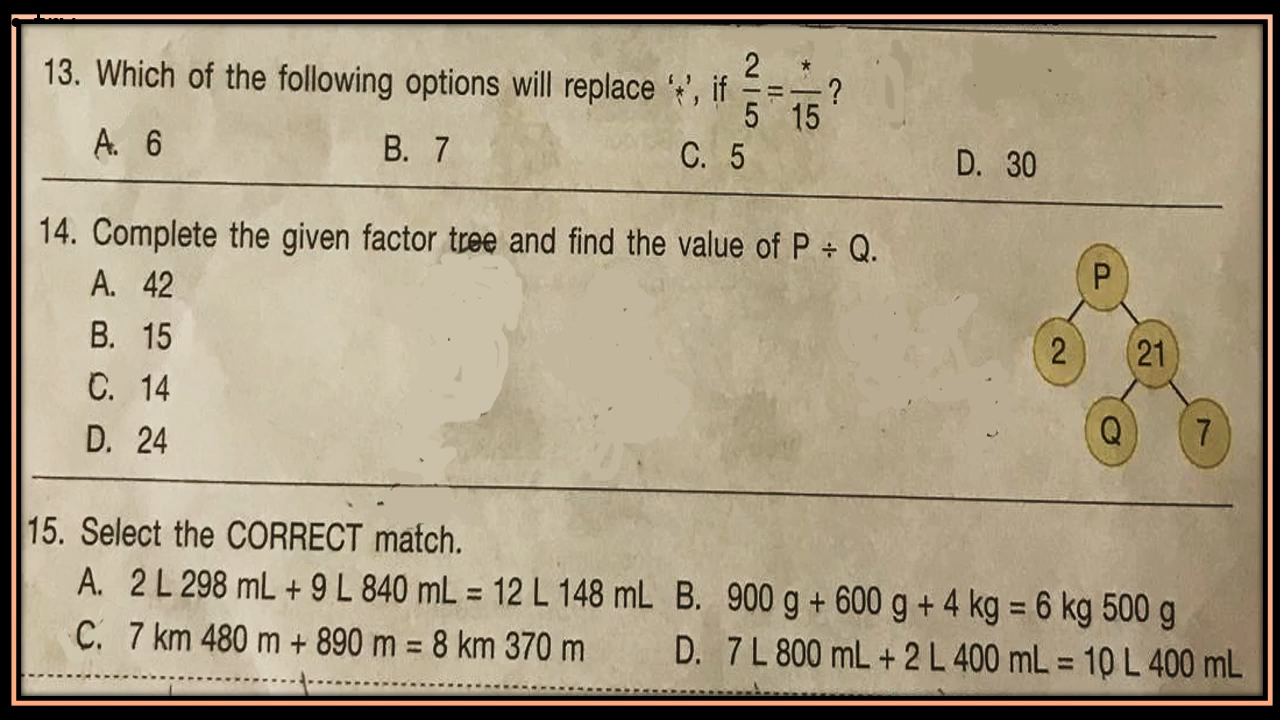 13. Which of the following options will replace ‘*’, if 2/5 = */15 ?
A. 6 B. 7 C. 5 D. 30
14. Complete the given factor tree and find the value of P ÷ Q.
A. 42
B. 15
C. 14
D. 24
P
2 21
Q 7
15. Select the CORRECT match.
A. 2 L 298 mL + 9 L 840 mL = 12 L 148 mL B. 900 g + 600 g + 4 kg = 6 kg 500 g
C. 7 km 480 m + 890 m = 8 km 370 m D. 7 L 800 mL + 2 L 400 mL = 10 L 400 mL